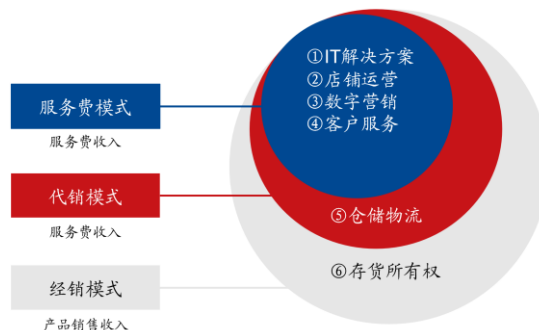 ①IT解决方案
②店铺运营
③数字营销
④客户服务
⑤仓储物流
⑥存货所有权
服务费模式
服务费收入
代销模式
服务费收入
经销模式
产品销售收入